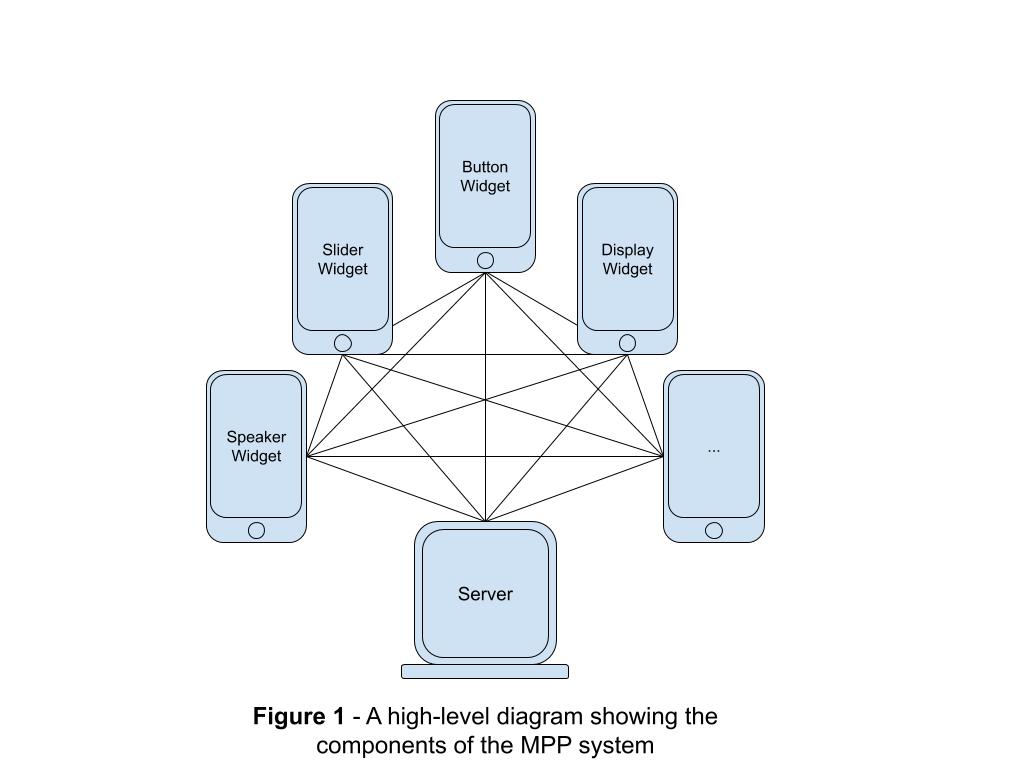 Button
Widget
Slider
Widget
Display
Widget
Speaker
Widget
...
Server
Figure 1 - A high-level diagram showing the
components of the MPP system